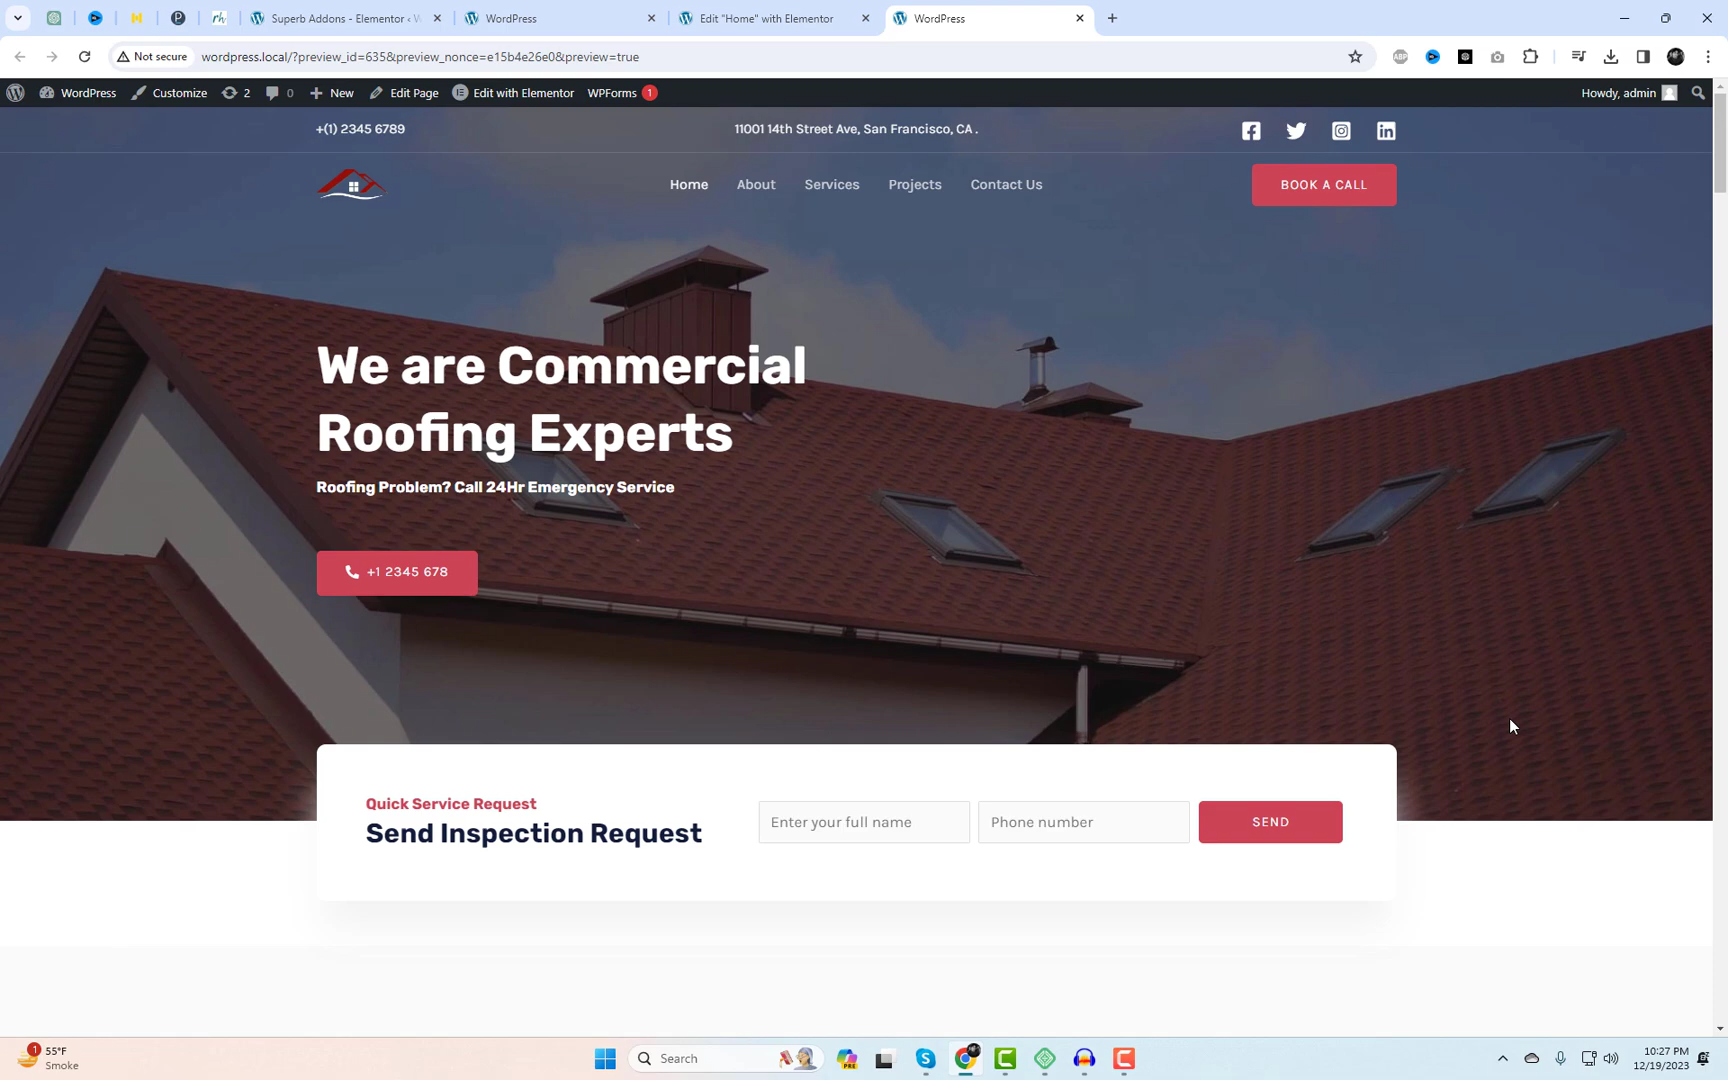 Superb Addons - Elementor ‹ W
WordPress
Edit "Home" with Elementor
WordPress
Not secure
wordpress.local/?preview_id=635&preview_nonce=e15b4e26e0&preview=true
ABP
WordPress
Customize
2
0
New
Edit Page
Edit with Elementor
WPForms
1
Howdy, admin
+(1) 2345 6789
11001 14th Street Ave, San Francisco, CA .
Home
About
Services
Projects
Contact Us
BOOK A CALL
We are Commercial
Roofing Experts
Roofing Problem? Call 24Hr Emergency Service
+1 2345 678
Quick Service Request
Send Inspection Request
Enter your full name
Phone number
SEND
1
55°F
Smoke
Search
PRE
10:27 PM
12/19/2023